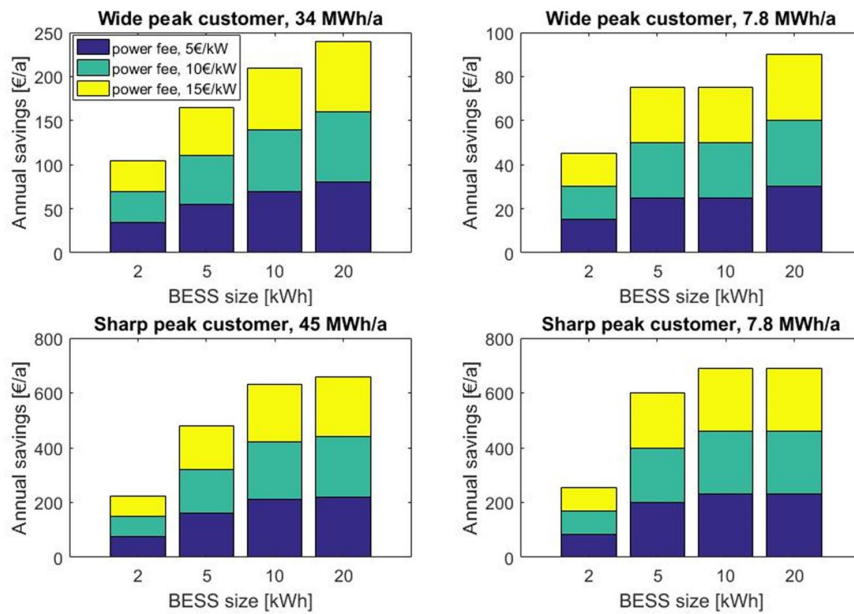 Wide peak customer, 34 MWh/a
Annual savings [€/a]
250
200
150
100
50
0
power fee, 5€/kW
power fee, 10€/kW
power fee, 15€/kW
2 5 10 20
BESS size [kWh]
Wide peak customer, 7.8 MWh/a
Annual savings [€/a]
100
80
60
40
20
0
2 5 10 20
BESS size [kWh]
Sharp peak customer, 45 MWh/a
Annual savings [€/a]
800
600
400
200
0
2 5 10 20
BESS size [kWh]
Sharp peak customer, 7.8 MWh/a
Annual savings [€/a]
800
600
400
200
0
2 5 10 20
BESS size [kWh]